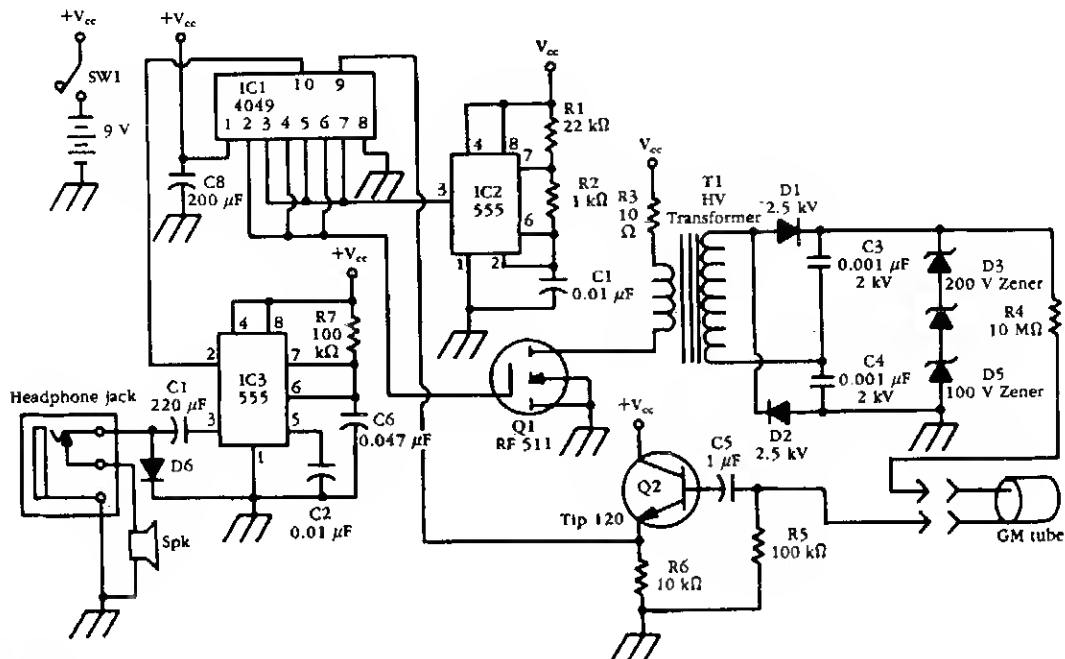 +Vcc
SW1
9 V
+Vcc
IC1
4049
10 9
1 2 3 4 5 6 7 8
C8
200 µF
Vcc
R1
22 kΩ
4 8
7
R2
1 kΩ
3
IC2
555
6
1 2
C1
0.01 µF
Vcc
R3
10
Ω
T1
HV
Transformer
D1
2.5 kV
C3
0.001 µF
2 kV
D3
200 V Zener
R4
10 MΩ
C4
0.001 µF
2 kV
D5
100 V Zener
D2
2.5 kV
+Vcc
R7
100
kΩ
4 8
2
7
IC3
555
6
3
5
1
C6
0.047 µF
Headphone jack
C1
220 µF
D6
C2
0.01 µF
Spk
Q1
RF 511
+Vcc
Q2
Tip 120
C5
1 µF
R5
100 kΩ
R6
10 kΩ
GM tube